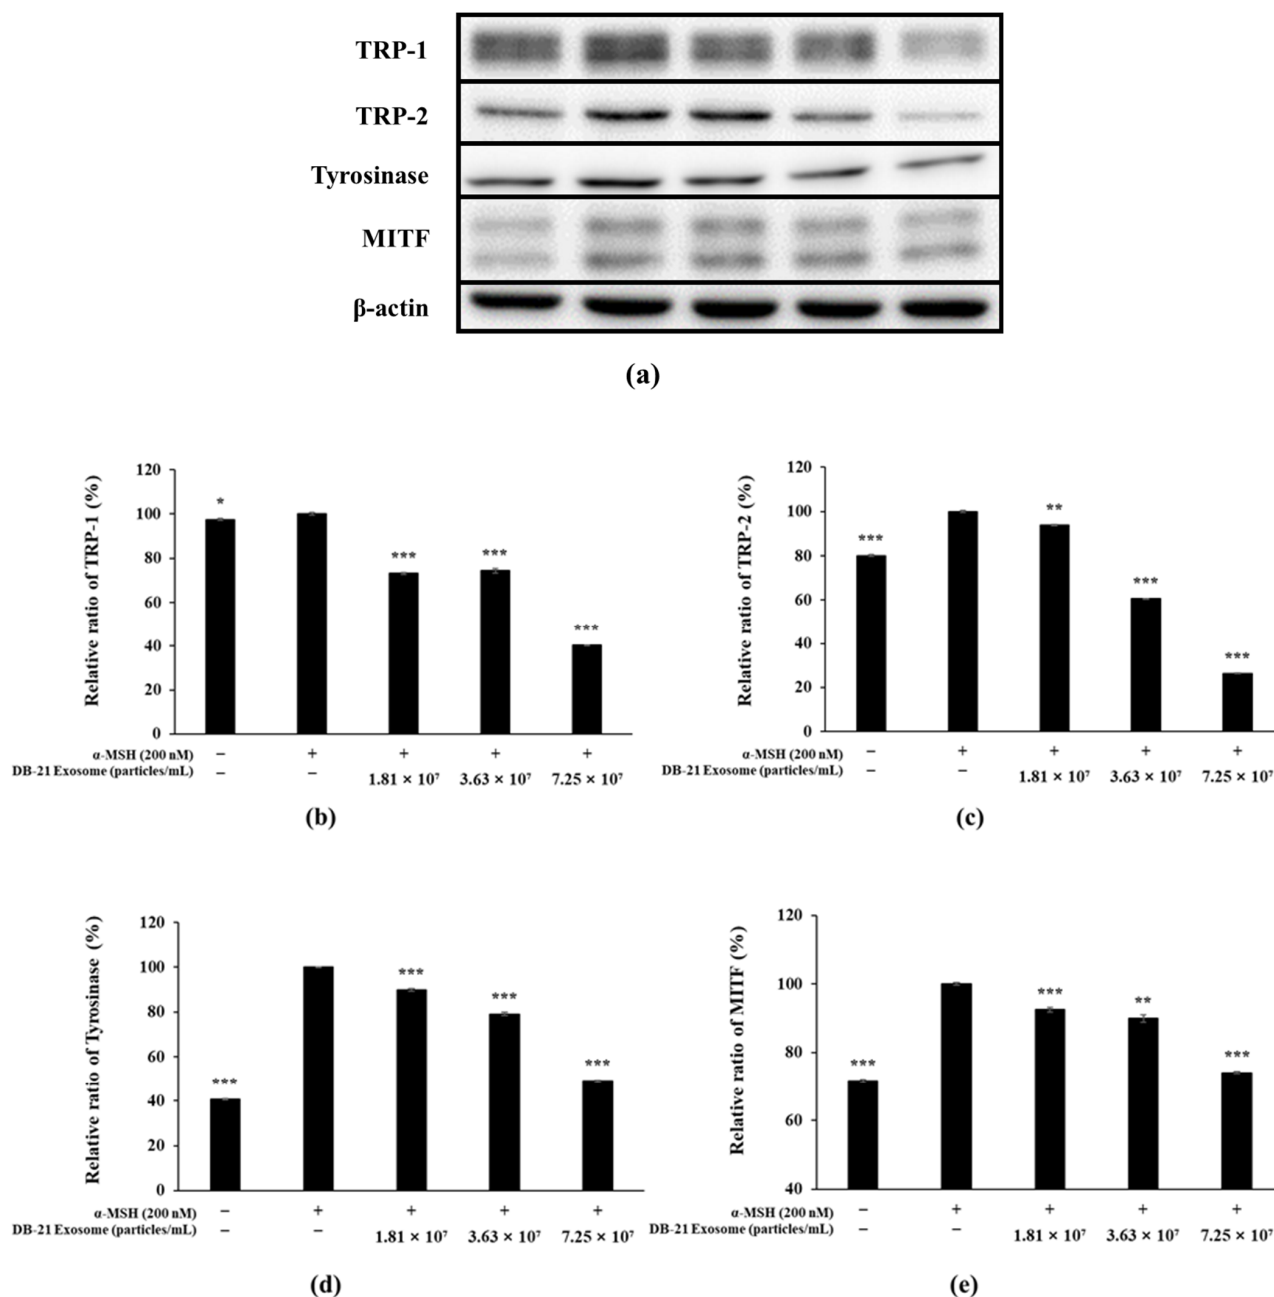 TRP-1
TRP-2
Tyrosinase
MITF
β-actin
(a)
Relative ratio of TRP-1 (%)
120
100
80
60
40
20
0
*
***
***
***
α-MSH (200 nM) − + + + +
DB-21 Exosome (particles/mL) − − 1.81 × 10⁷ 3.63 × 10⁷ 7.25 × 10⁷
(b)
Relative ratio of TRP-2 (%)
120
100
80
60
40
20
0
***
**
***
***
α-MSH (200 nM) − + + + +
DB-21 Exosome (particles/mL) − − 1.81 × 10⁷ 3.63 × 10⁷ 7.25 × 10⁷
(c)
Relative ratio of Tyrosinase (%)
120
100
80
60
40
20
0
***
***
***
***
α-MSH (200 nM) − + + + +
DB-21 Exosome (particles/mL) − − 1.81 × 10⁷ 3.63 × 10⁷ 7.25 × 10⁷
(d)
Relative ratio of MITF (%)
120
100
80
60
40
***
***
**
***
α-MSH (200 nM) − + + + +
DB-21 Exosome (particles/mL) − − 1.81 × 10⁷ 3.63 × 10⁷ 7.25 × 10⁷
(e)